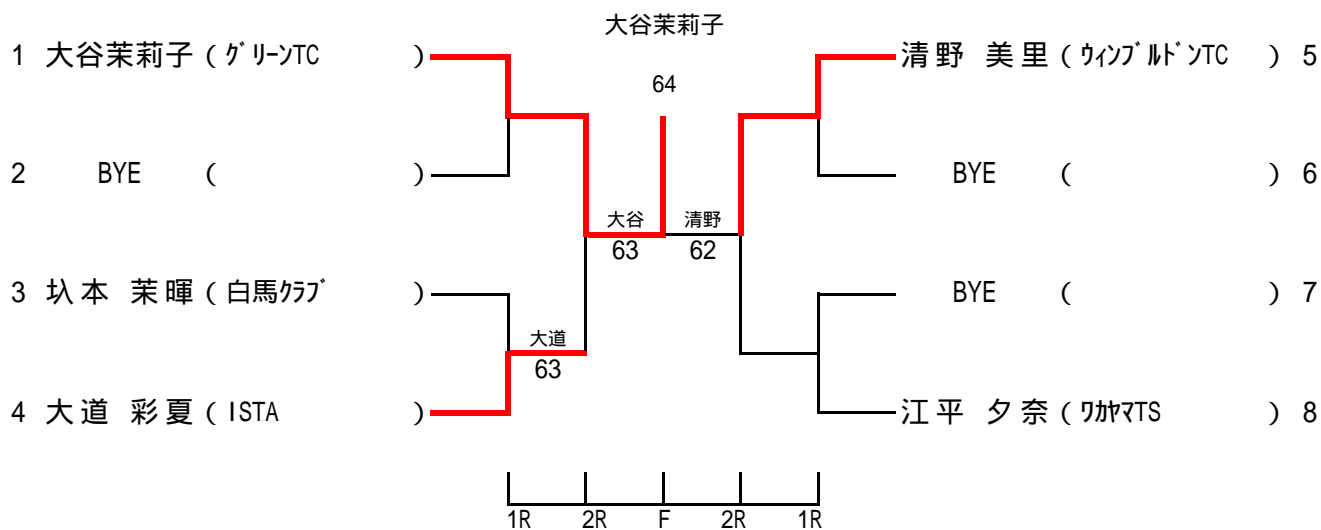 大谷茉莉子
1 大谷茉莉子 ( グリーンTC ) 清野 美里 ( ウィンブルドンTC ) 5
64
2 BYE ( ) BYE ( ) 6
大谷 清野
63 62
3 圦本 茉暉 ( 白馬クラブ ) BYE ( ) 7
大道
63
4 大道 彩夏 ( ISTA ) 江平 夕奈 ( ワカヤマTS ) 8
1R 2R F 2R 1R